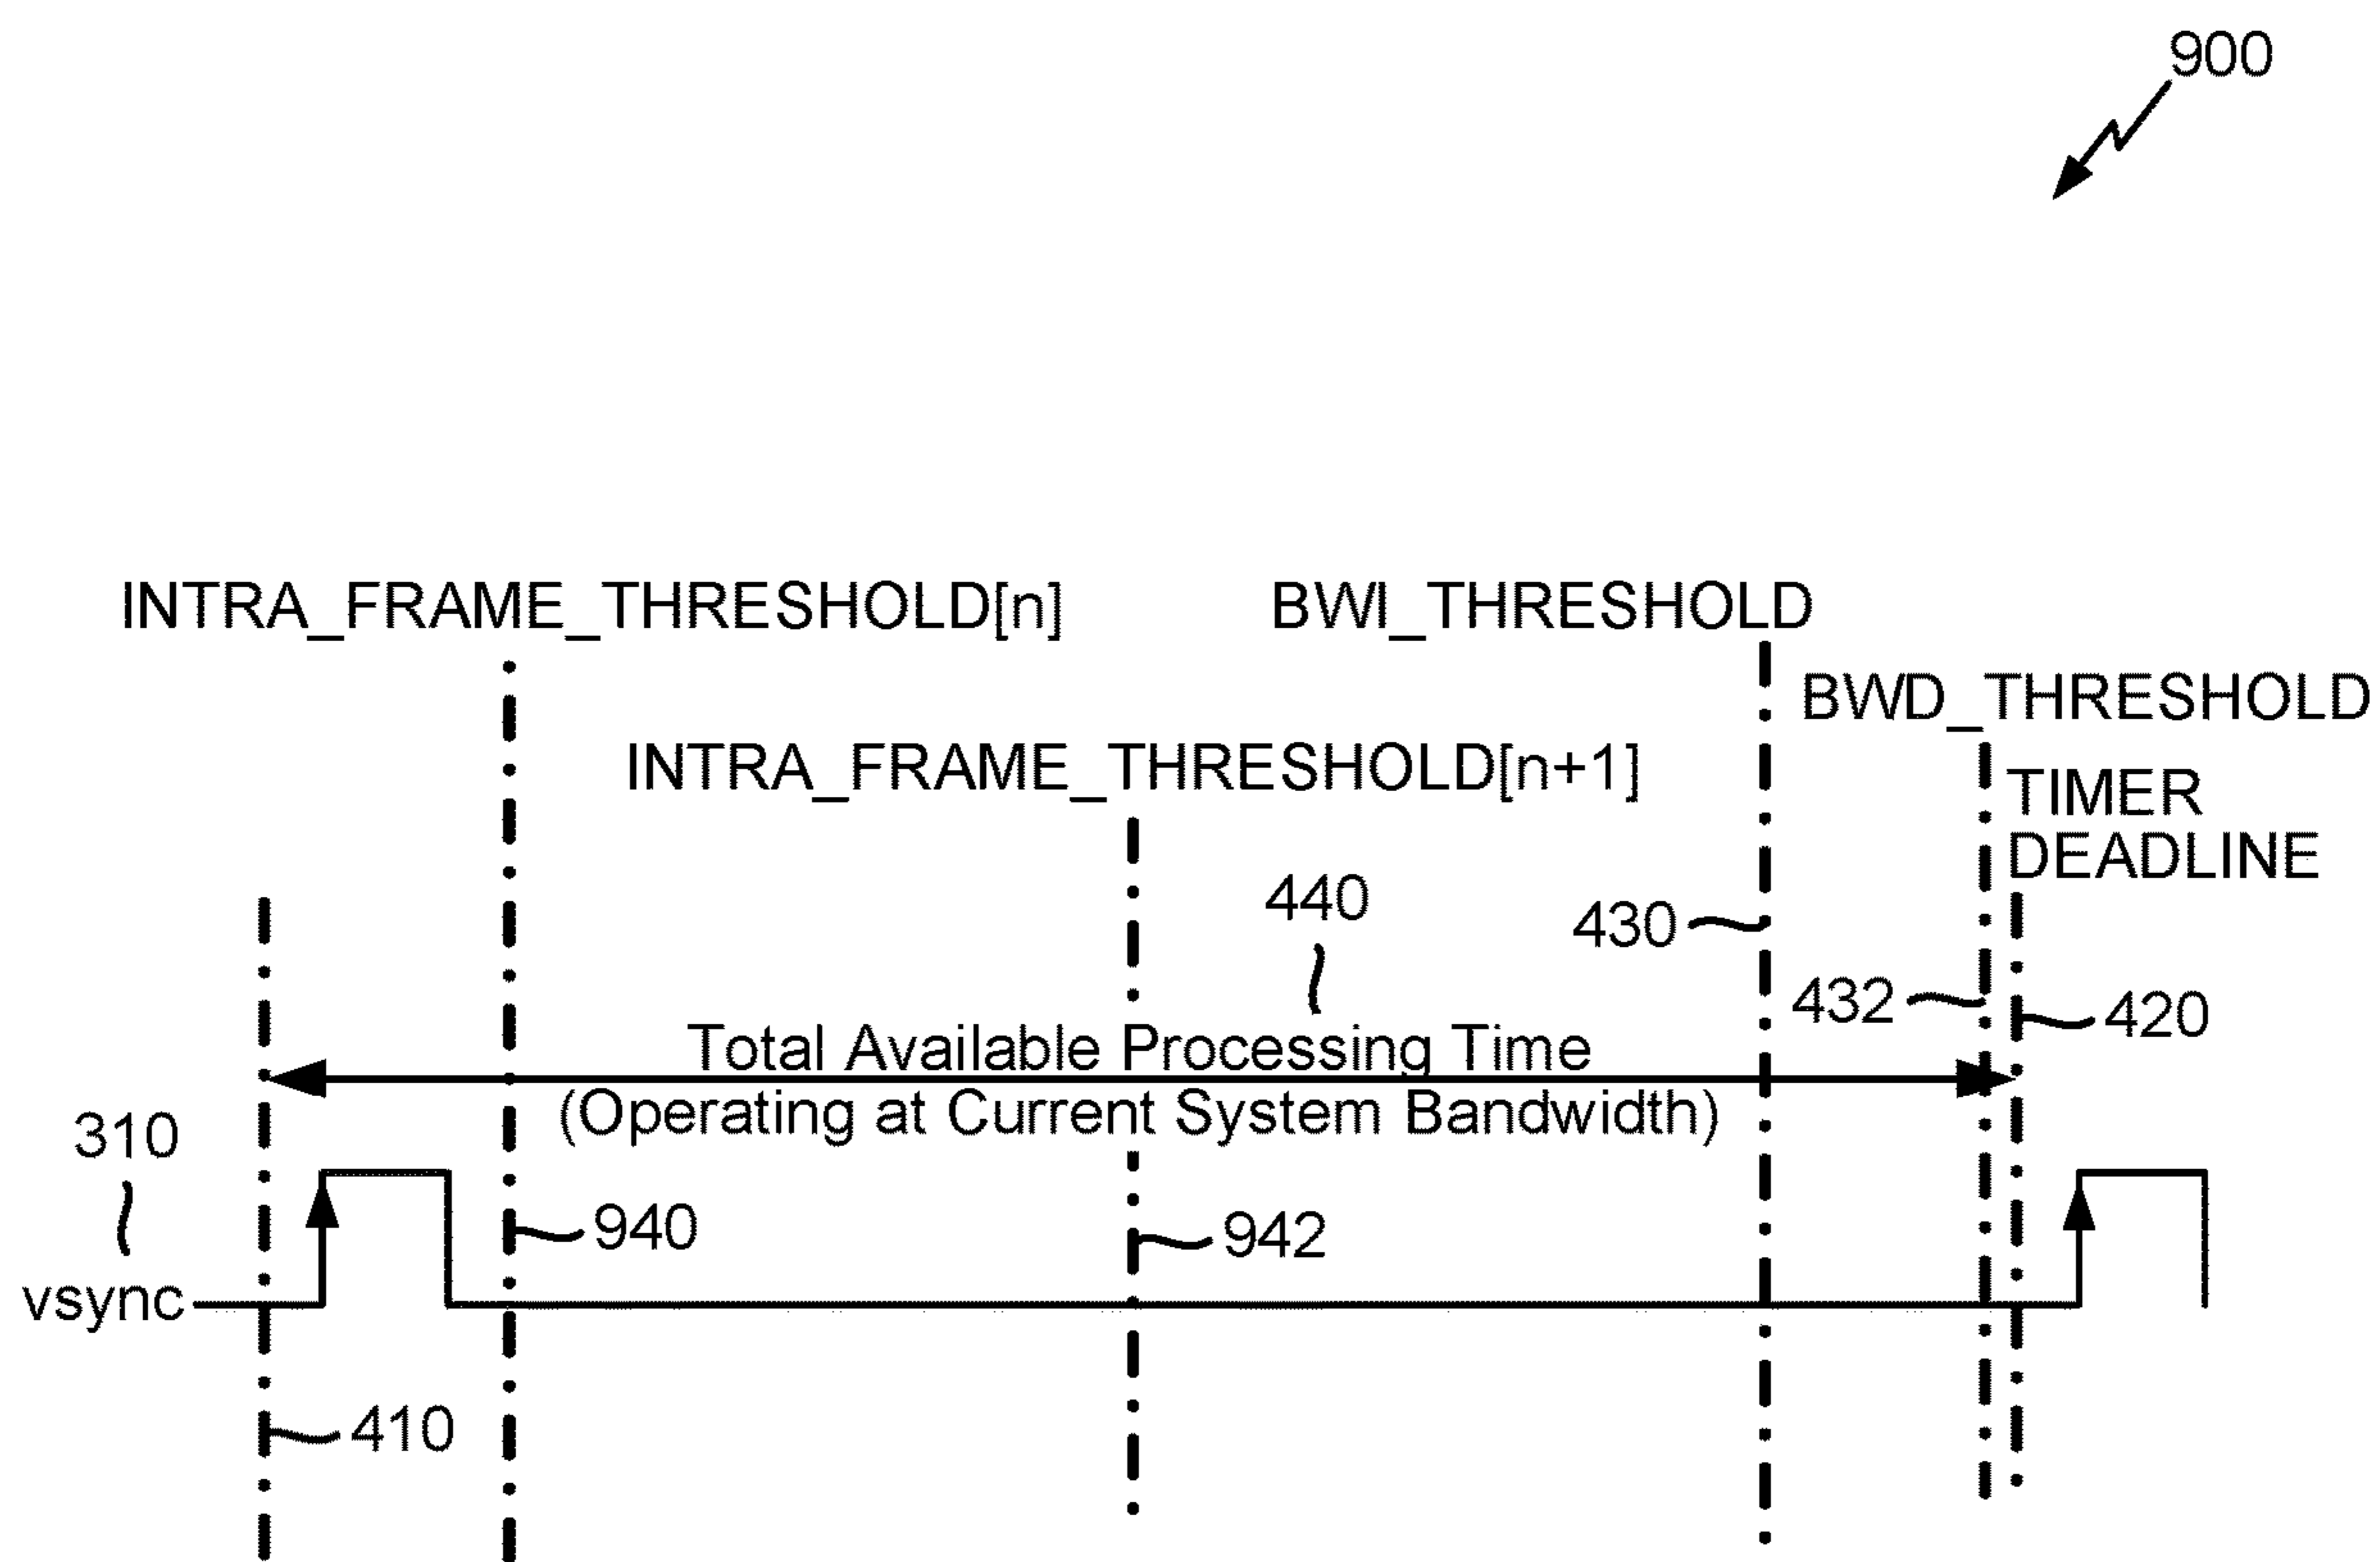 900
INTRA_FRAME_THRESHOLD[n]
BWI_THRESHOLD
BWD_THRESHOLD
INTRA_FRAME_THRESHOLD[n+1]
TIMER
DEADLINE
440
430
432
420
Total Available Processing Time
(Operating at Current System Bandwidth)
310
940
942
vsync
410